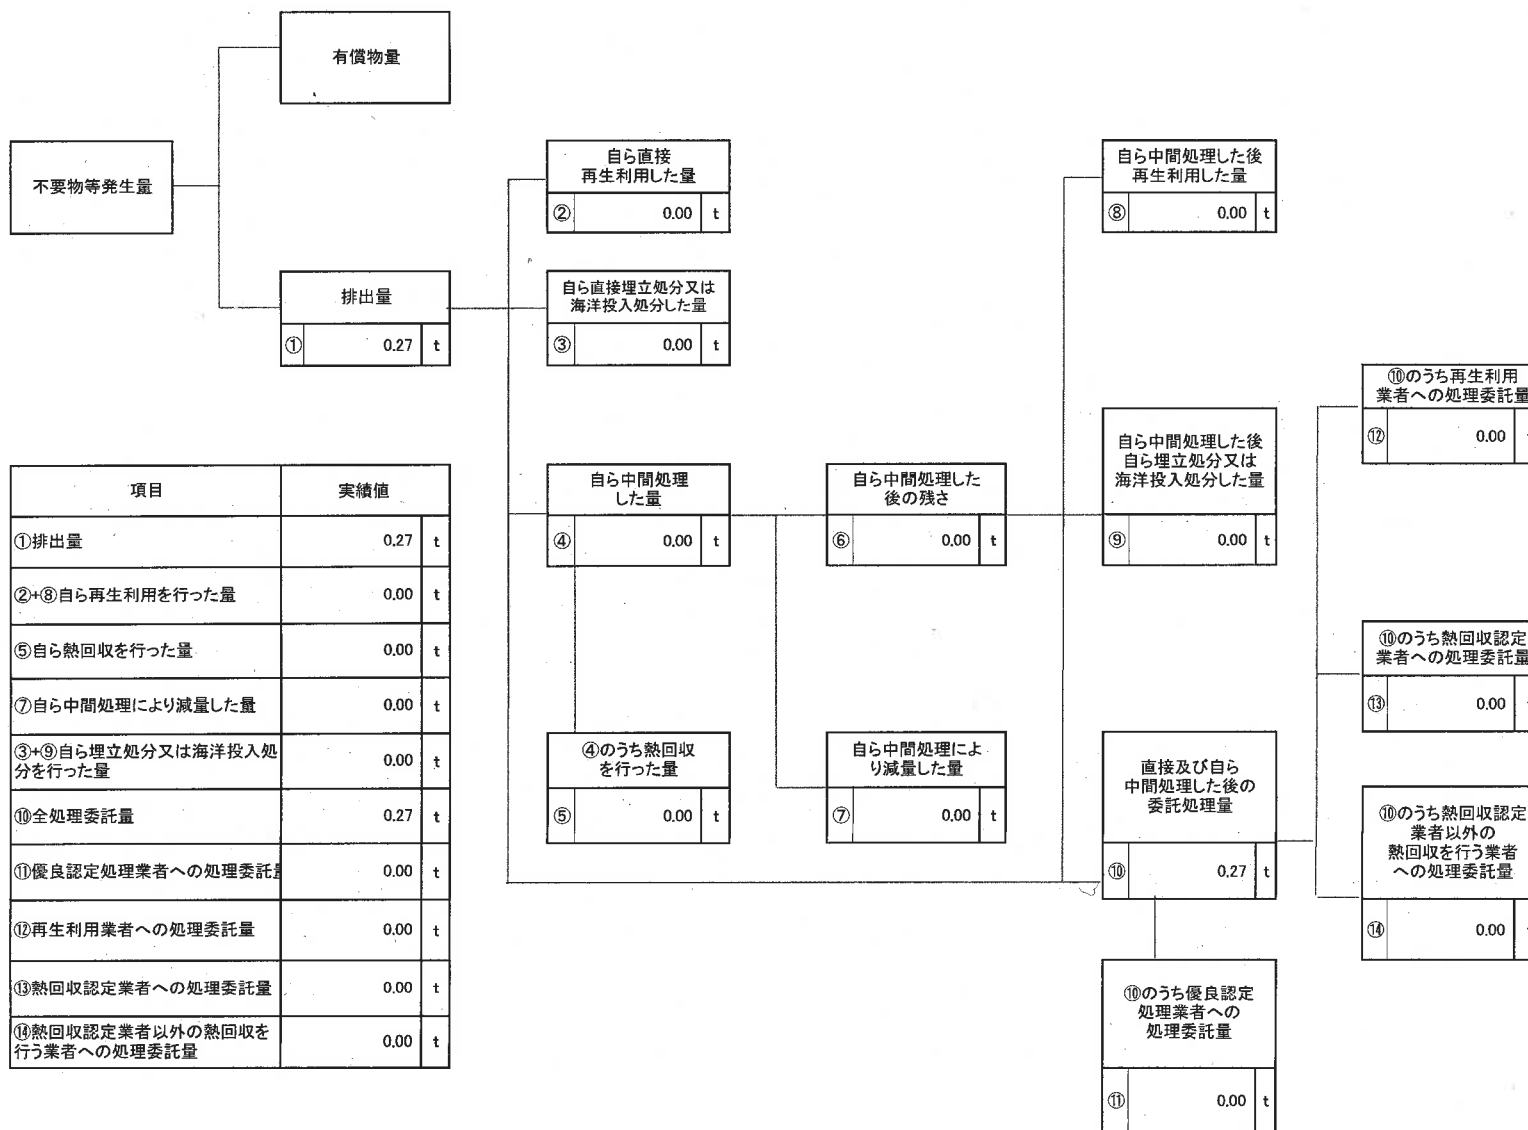 有償物量
不要物等発生量
排出量
① 0.27 t
自ら直接
再生利用した量
② 0.00 t
自ら直接埋立処分又は
海洋投入処分した量
③ 0.00 t
自ら中間処理
した量
④ 0.00 t
④のうち熱回収
を行った量
⑤ 0.00 t
自ら中間処理した
後の残さ
⑥ 0.00 t
自ら中間処理によ
り減量した量
⑦ 0.00 t
自ら中間処理した後
再生利用した量
⑧ 0.00 t
自ら中間処理した後
自ら埋立処分又は
海洋投入処分した量
⑨ 0.00 t
直接及び自ら
中間処理した後の
委託処理量
⑩ 0.27 t
⑩のうち優良認定
処理業者への
処理委託量
⑪ 0.00 t
⑩のうち再生利用
業者への処理委託量
⑫ 0.00
⑩のうち熱回収認定
業者への処理委託量
⑬ 0.00
⑩のうち熱回収認定
業者以外の
熱回収を行う業者
への処理委託量
⑭ 0.00
項目 実績値
①排出量 0.27 t
②+⑧自ら再生利用を行った量 0.00 t
⑤自ら熱回収を行った量 0.00 t
⑦自ら中間処理により減量した量 0.00 t
③+⑨自ら埋立処分又は海洋投入処
分を行った量 0.00 t
⑩全処理委託量 0.27 t
⑪優良認定処理業者への処理委託量 0.00 t
⑫再生利用業者への処理委託量 0.00 t
⑬熱回収認定業者への処理委託量 0.00 t
⑭熱回収認定業者以外の熱回収を
行う業者への処理委託量 0.00 t